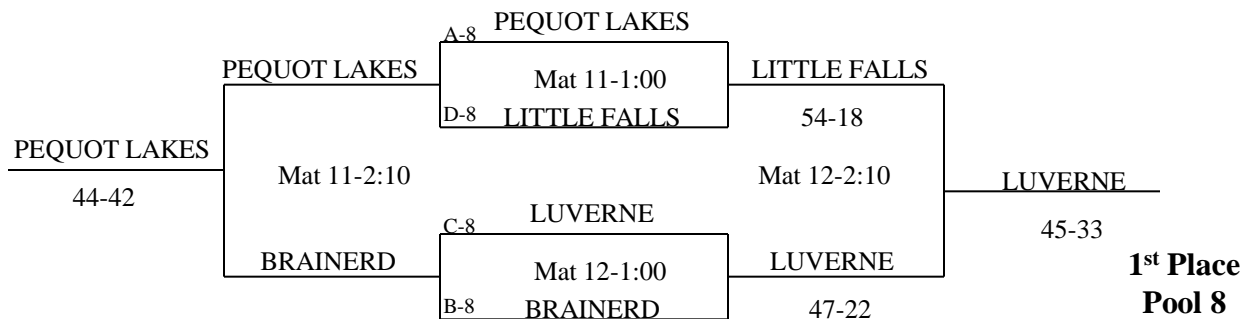 PEQUOT LAKES
A-8
PEQUOT LAKES
Mat 11-1:00
LITTLE FALLS
D-8
LITTLE FALLS
54-18
PEQUOT LAKES
Mat 11-2:10
Mat 12-2:10
LUVERNE
44-42
LUVERNE
C-8
45-33
BRAINERD
Mat 12-1:00
LUVERNE
1st Place
B-8
BRAINERD
47-22
Pool 8